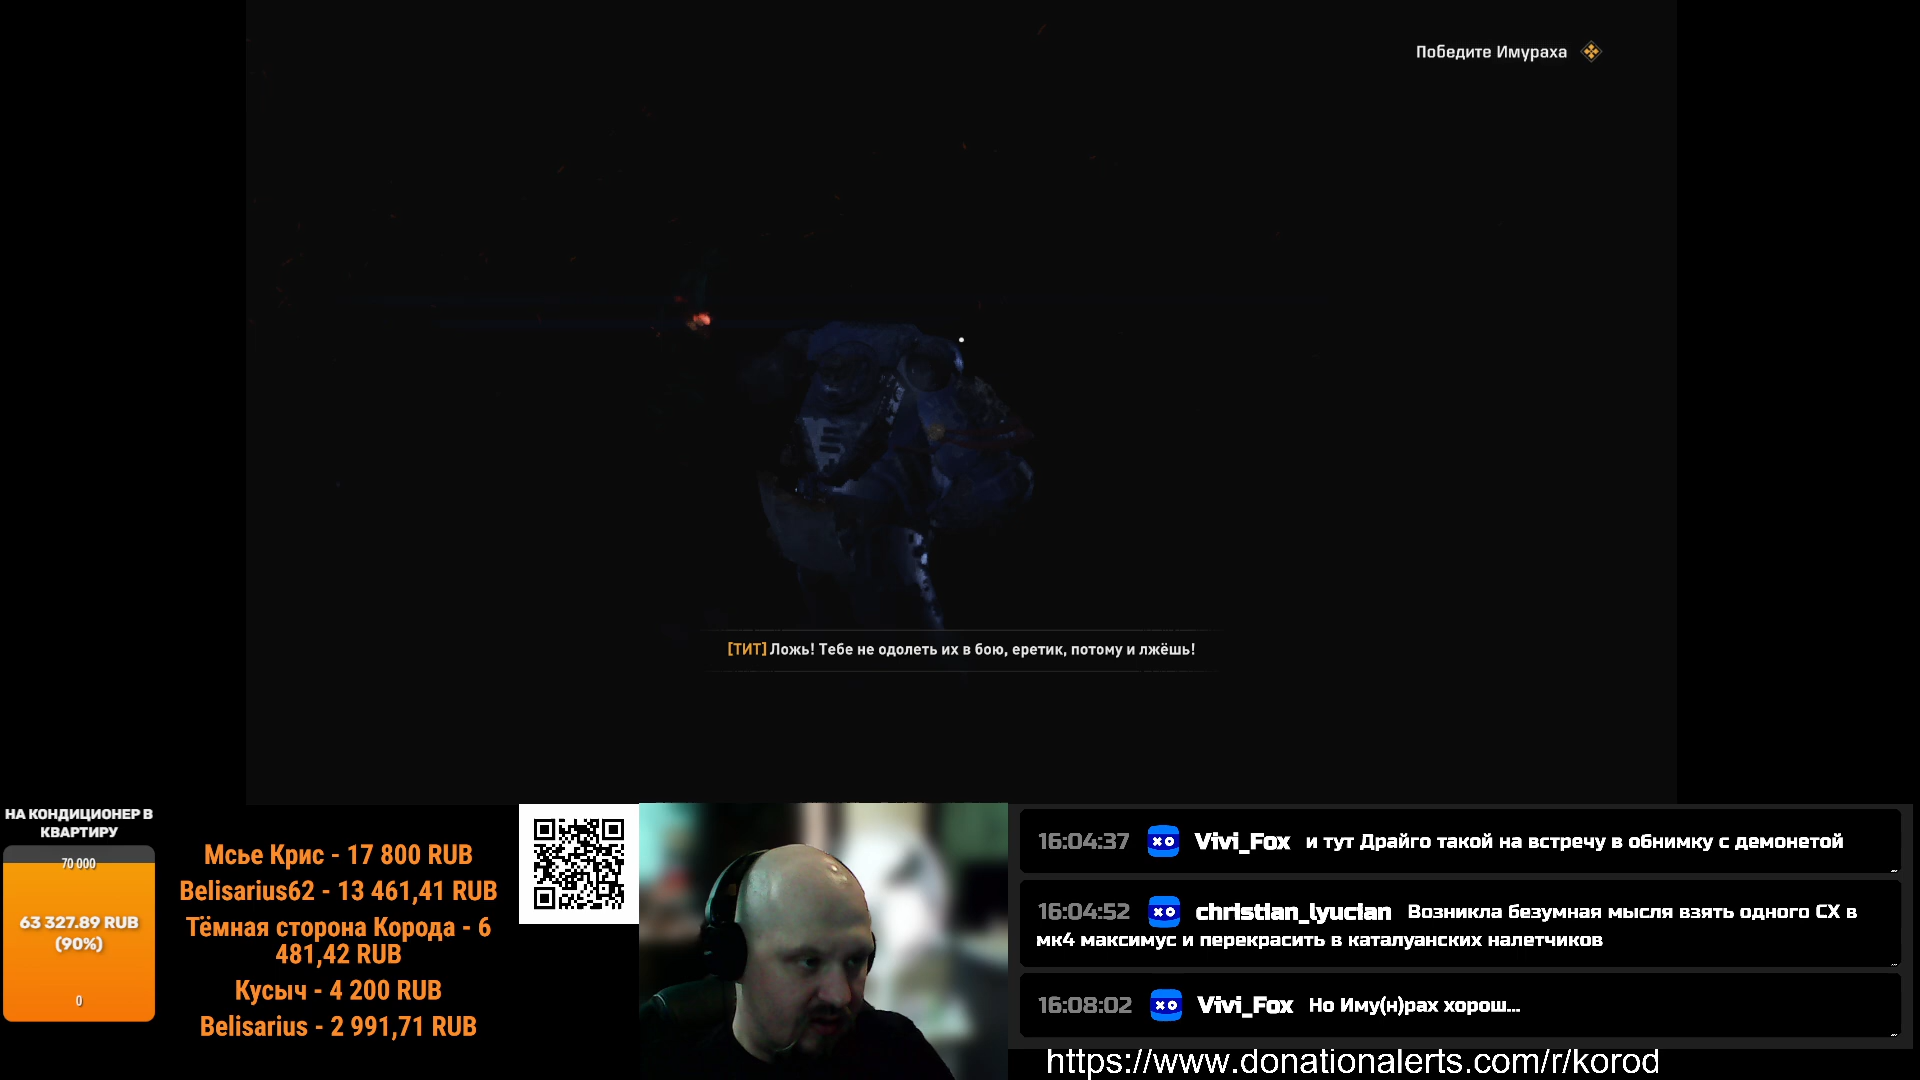 Победите Имураха
[ТИТ] Ложь! Тебе не одолеть их в бою, еретик, потому и лжёшь!
НА КОНДИЦИОНЕР В
КВАРТИРУ
70 000
63 327.89 RUB
(90%)
0
Мсье Крис - 17 800 RUB
Belisarius62 - 13 461,41 RUB
Тёмная сторона Корода - 6
481,42 RUB
Кусыч - 4 200 RUB
Belisarius - 2 991,71 RUB
16:04:37 Vivi_Fox и тут Драйго такой на встречу в обнимку с демонетой
16:04:52 christian_lyucian Возникла безумная мысля взять одного СХ в
мк4 максимус и перекрасить в каталуанских налетчиков
16:08:02 Vivi_Fox Но Иму(н)рах хорош...
https://www.donationalerts.com/r/korod